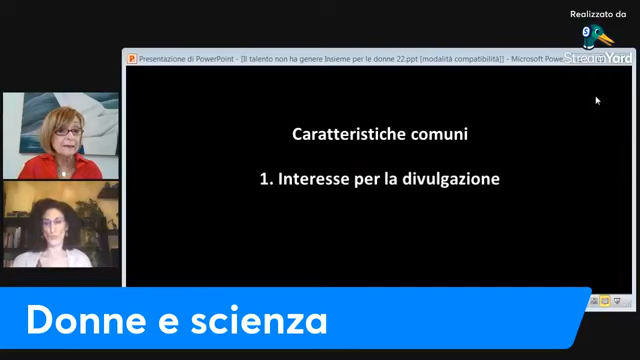 Realizzato da
StreamYard
Presentazione di PowerPoint - [Il talento non ha genere Insieme per le donne 22.ppt [modalità compatibilità]] - Microsoft Power
Caratteristiche comuni
1. Interesse per la divulgazione
Donne e scienza